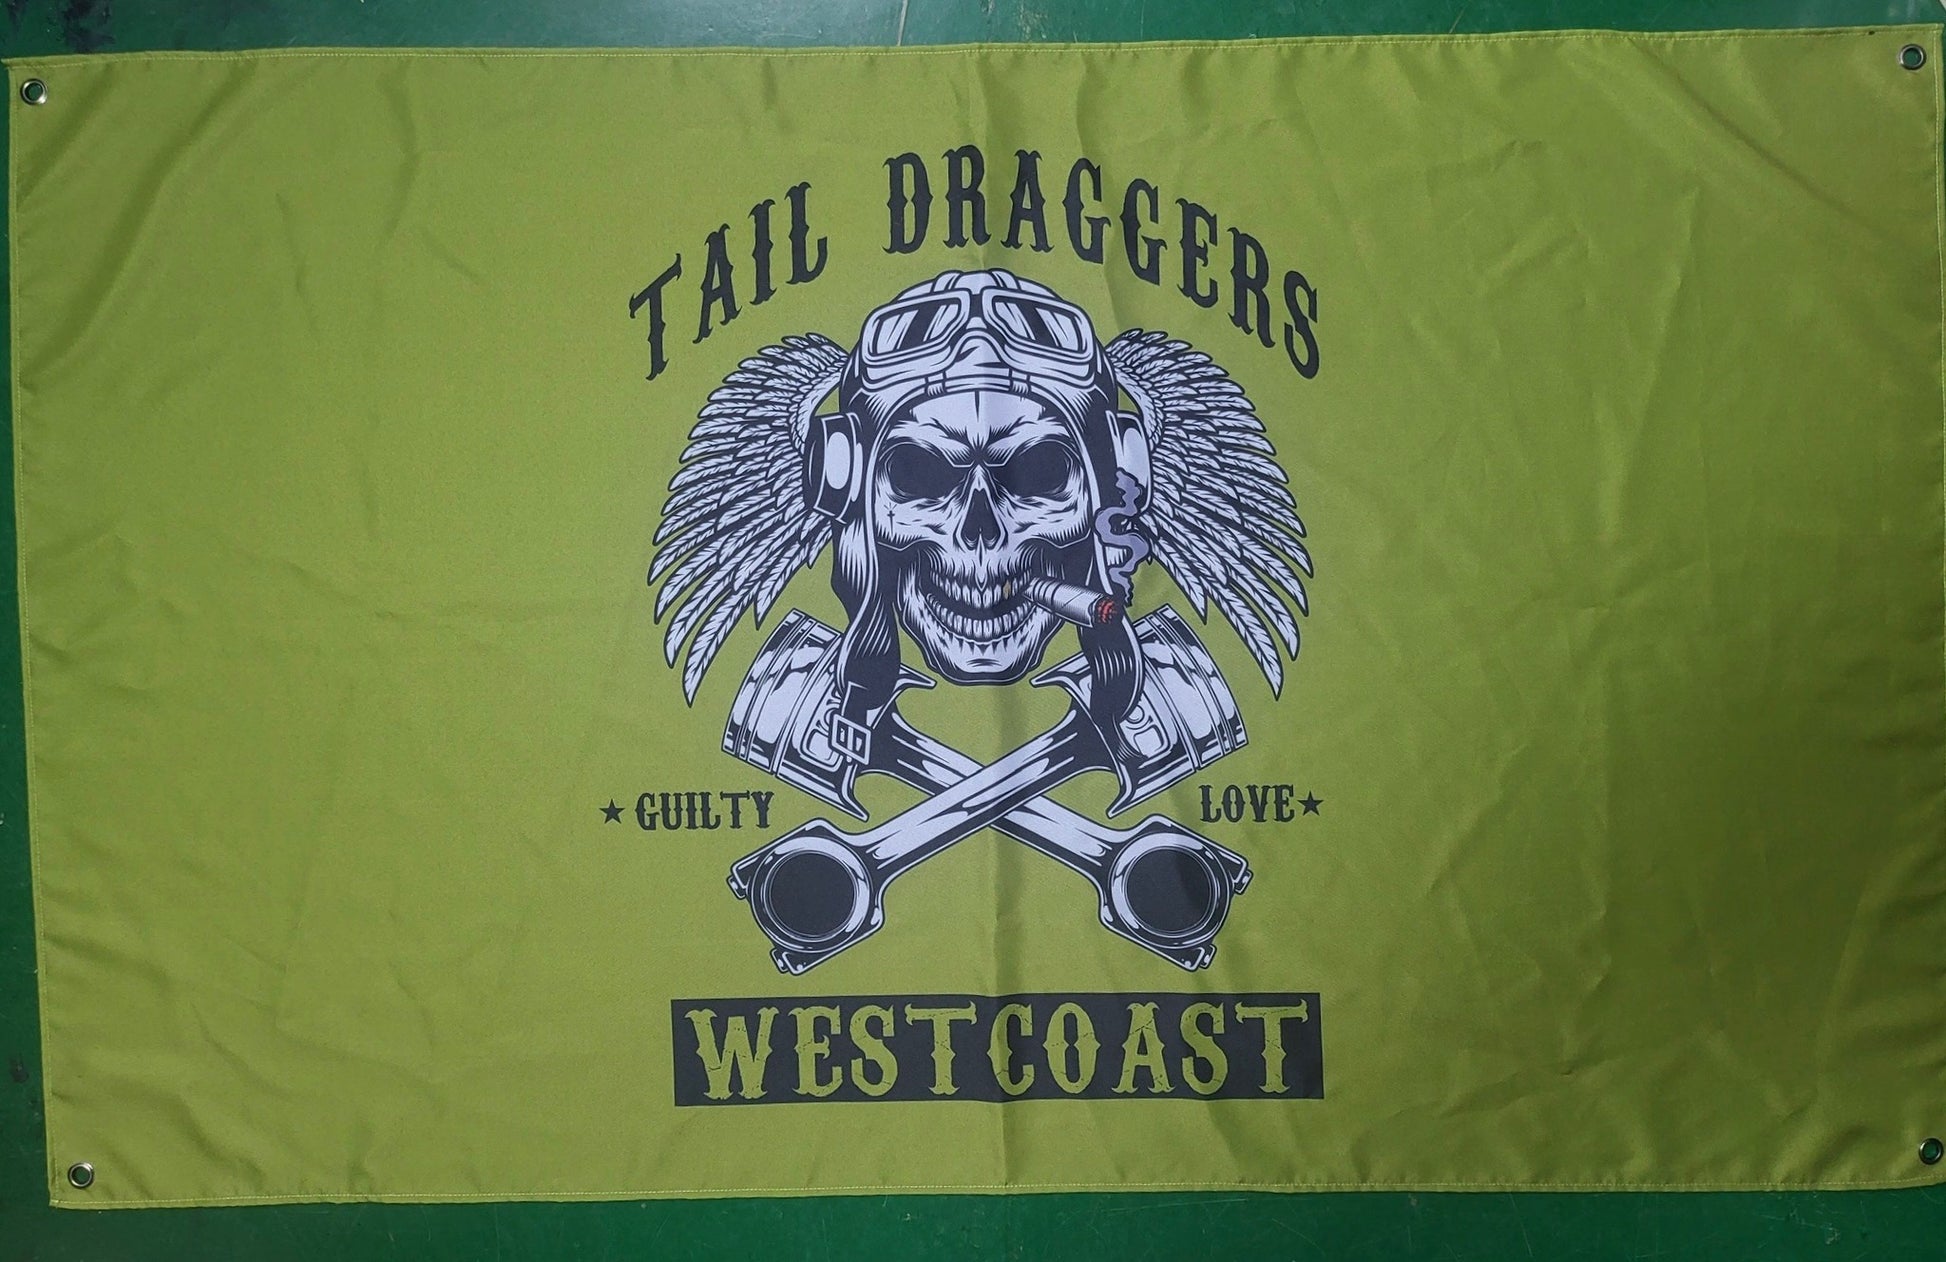 TAIL DRAGGERS
★ GUILTY LOVE ★
WESTCOAST